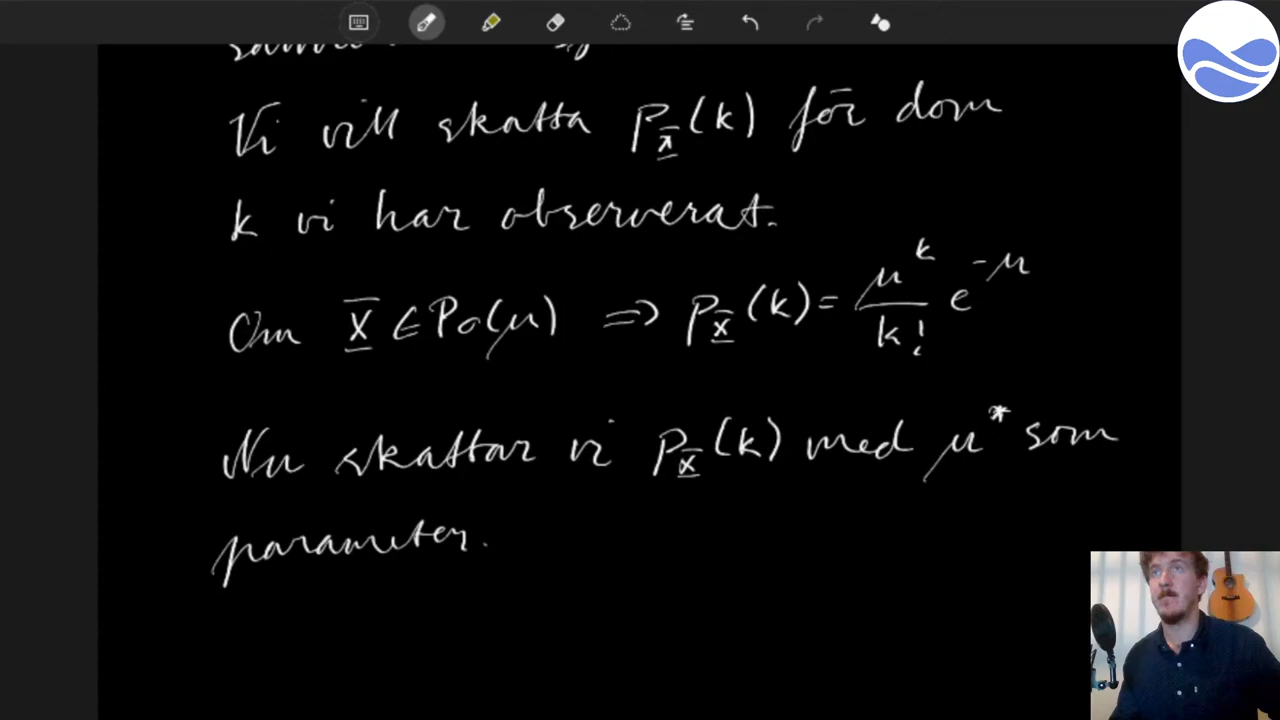 Vi vill skatta p_X(k) för dom
k vi har observerat.
Om X ∈ Po(μ) ⇒ p_X(k) = μ^k / k! e^-μ
Nu skattar vi p_X(k) med μ* som
parameter.